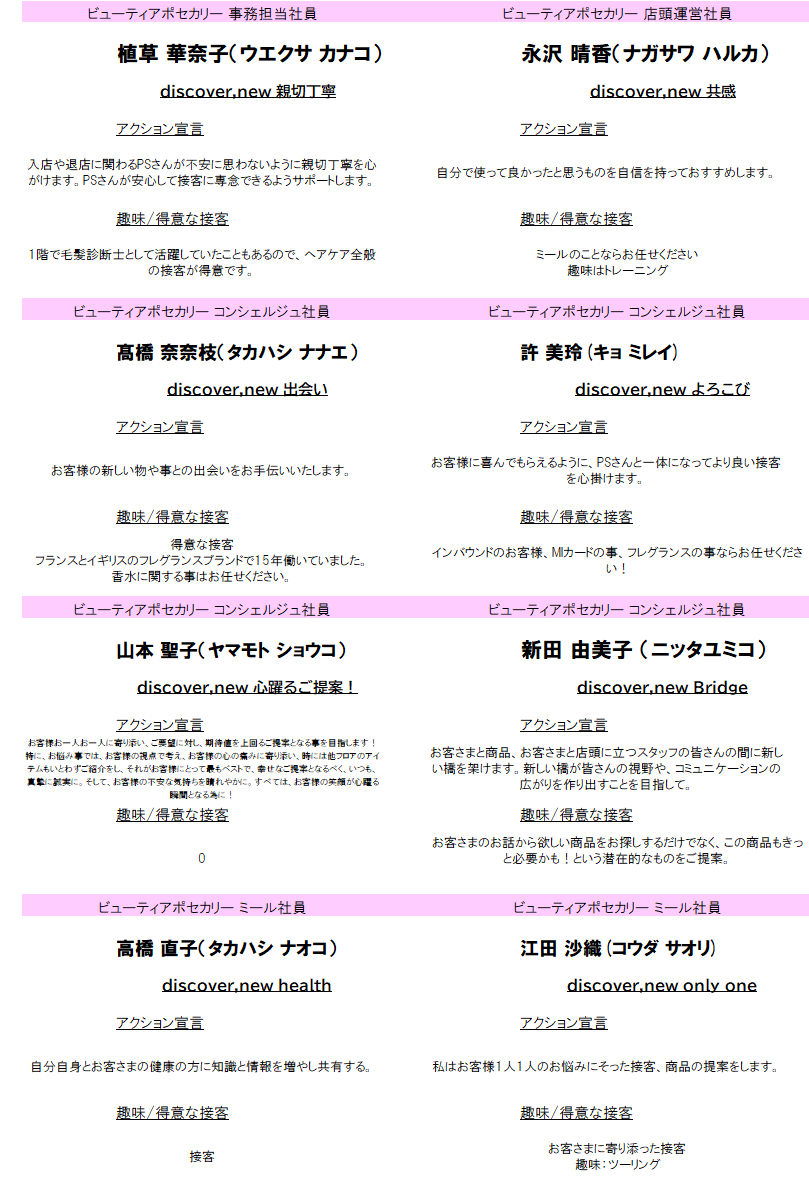 ビューティアポセカリー 事務担当社員
植草 華奈子(ウエクサ カナコ)
discover,new 親切丁寧
アクション宣言
入店や退店に関わるPSさんが不安に思わないように親切丁寧を心
がけます。PSさんが安心して接客に専念できるようサポートします。
趣味/得意な接客
1階で毛髪診断士として活躍していたこともあるので、ヘアケア全般
の接客が得意です。
ビューティアポセカリー 店頭運営社員
永沢 晴香(ナガサワ ハルカ)
discover,new 共感
アクション宣言
自分で使って良かったと思うものを自信を持っておすすめします。
趣味/得意な接客
ミールのことならお任せください
趣味はトレーニング
ビューティアポセカリー コンシェルジュ社員
髙橋 奈奈枝(タカハシ ナナエ)
discover,new 出会い
アクション宣言
お客様の新しい物や事との出会いをお手伝いいたします。
趣味/得意な接客
得意な接客
フランスとイギリスのフレグランスブランドで15年働いていました。
香水に関する事はお任せください。
ビューティアポセカリー コンシェルジュ社員
許 美玲(キョ ミレイ)
discover,new よろこび
アクション宣言
お客様に喜んでもらえるように、PSさんと一体になってより良い接客
を心掛けます。
趣味/得意な接客
インバウンドのお客様、MIカードの事、フレグランスの事ならお任せくださ
い！
ビューティアポセカリー コンシェルジュ社員
山本 聖子(ヤマモト ショウコ)
discover,new 心躍るご提案！
アクション宣言
お客様お一人お一人に寄り添い、ご要望に対し、期待値を上回るご提案となる事を目指します！
特に、お悩み事では、お客様の視点で考え、お客様の心の痛みに寄り添い、時には他フロアのアイ
テムもいとわずご紹介をし、それがお客様にとって最もベストで、幸せなご提案となるべく、いつも、
真摯に誠実に。そして、お客様の不安な気持ちを晴れやかに。すべては、お客様の笑顔が心躍る
瞬間となる為に！
趣味/得意な接客
0
ビューティアポセカリー コンシェルジュ社員
新田 由美子 (ニッタユミコ)
discover,new Bridge
アクション宣言
お客さまと商品、お客さまと店頭に立つスタッフの皆さんの間に新し
い橋を架けます。新しい橋が皆さんの視野や、コミュニケーションの
広がりを作り出すことを目指して。
趣味/得意な接客
お客さまのお話から欲しい商品をお探しするだけでなく、この商品もきっ
と必要かも！という潜在的なものをご提案。
ビューティアポセカリー ミール社員
高橋 直子(タカハシ ナオコ)
discover,new health
アクション宣言
自分自身とお客さまの健康の方に知識と情報を増やし共有する。
趣味/得意な接客
接客
ビューティアポセカリー ミール社員
江田 沙織(コウダ サオリ)
discover,new only one
アクション宣言
私はお客様1人1人のお悩みにそった接客、商品の提案をします。
趣味/得意な接客
お客さまに寄り添った接客
趣味：ツーリング